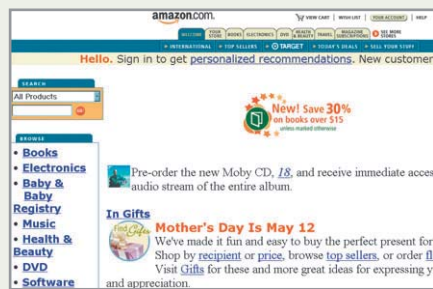 amazon.com.
VIEW CART | WISH LIST | YOUR ACCOUNT | HELP
WELCOME YOUR STORE BOOKS ELECTRONICS DVD HEALTH & BEAUTY TRAVEL MAGAZINE SUBSCRIPTIONS SEE MORE STORES
INTERNATIONAL TOP SELLERS TARGET TODAY'S DEALS SELL YOUR STUFF
Hello. Sign in to get personalized recommendations. New customer
SEARCH
All Products
GO
New! Save 30%
on books over $15
unless marked otherwise
BROWSE
• Books
• Electronics
• Baby &
Baby
Registry
• Music
• Health &
Beauty
• DVD
• Software
Pre-order the new Moby CD, 18, and receive immediate acces
audio stream of the entire album.
In Gifts
Find Gifts
Mother's Day Is May 12
We've made it fun and easy to buy the perfect present for
Shop by recipient or price, browse top sellers, or order fl
Visit Gifts for these and more great ideas for expressing y
and appreciation.